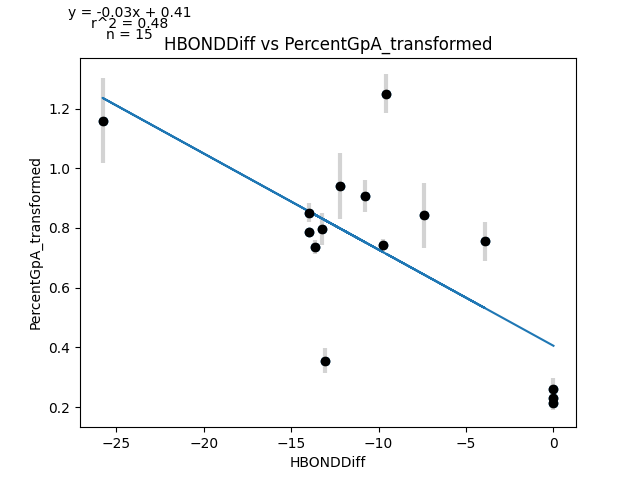 y = -0.03x + 0.41
r^2 = 0.48
n = 15
HBONDDiff vs PercentGpA_transformed
PercentGpA_transformed
1.2
1.0
0.8
0.6
0.4
0.2
−25
−20
−15
−10
−5
0
HBONDDiff